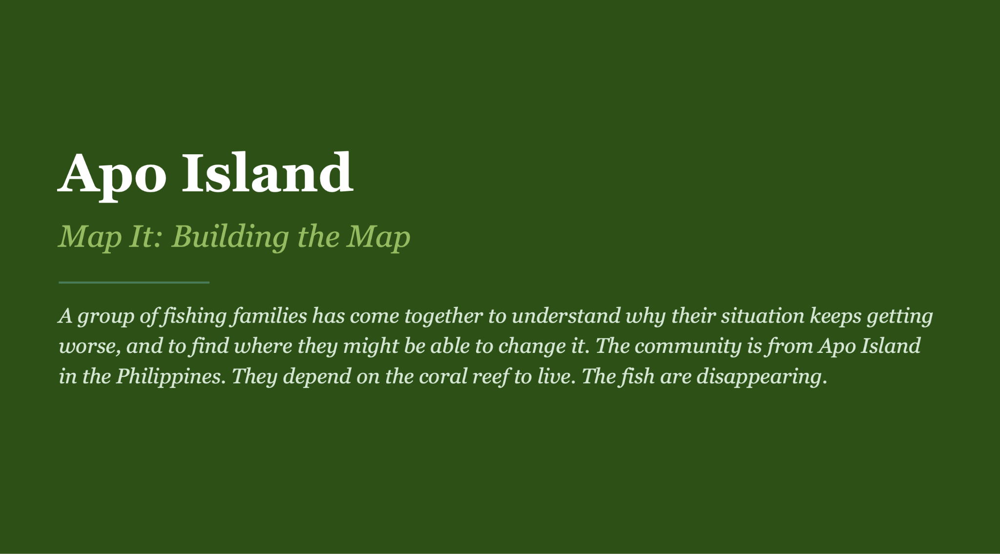 Apo Island
Map It: Building the Map
A group of fishing families has come together to understand why their situation keeps getting
worse, and to find where they might be able to change it. The community is from Apo Island
in the Philippines. They depend on the coral reef to live. The fish are disappearing.